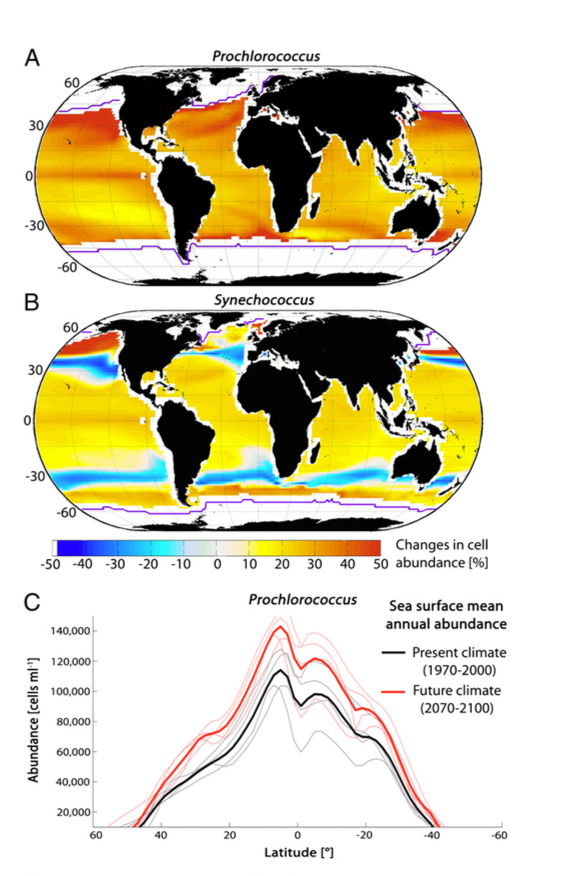 A
Prochlorococcus
60
30
0
-30
-60
B
Synechococcus
60
30
0
-30
-60
-50 -40 -30 -20 -10 0 10 20 30 40 50
Changes in cell
abundance [%]
C
Prochlorococcus
Sea surface mean
annual abundance
Present climate
(1970-2000)
Future climate
(2070-2100)
Abundance [cells ml⁻¹]
140,000
120,000
100,000
80,000
60,000
40,000
20,000
60 40 20 0 -20 -40 -60
Latitude [°]